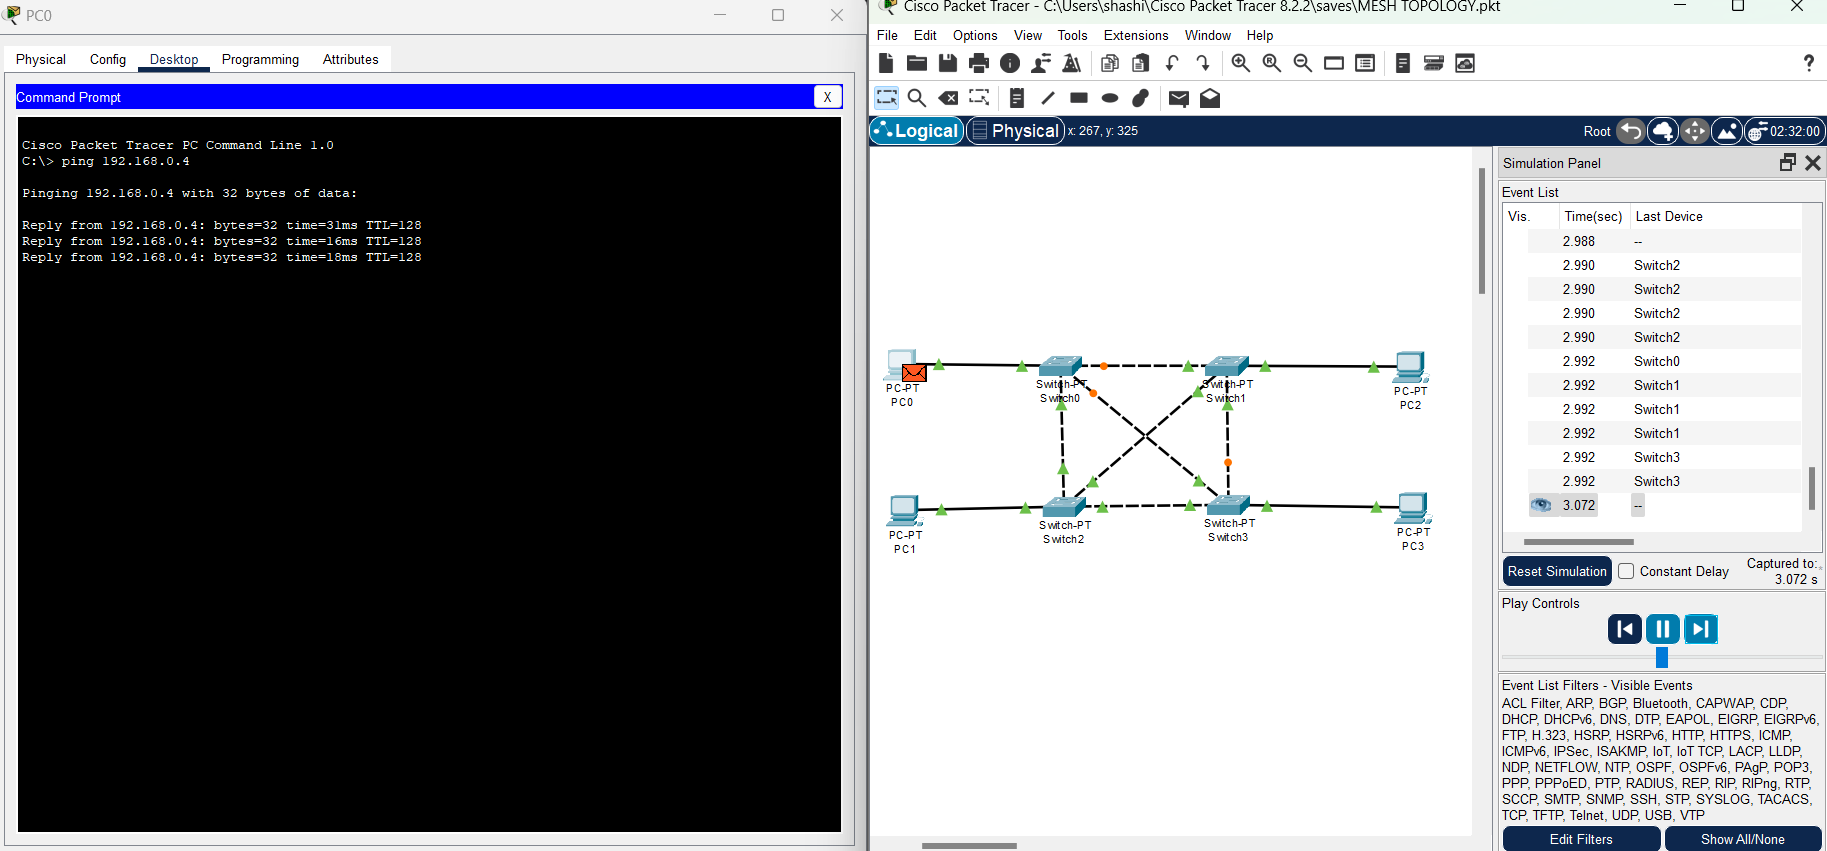 PC0
Physical Config Desktop Programming Attributes
Command Prompt
X
Cisco Packet Tracer PC Command Line 1.0
C:\> ping 192.168.0.4
Pinging 192.168.0.4 with 32 bytes of data:
Reply from 192.168.0.4: bytes=32 time=31ms TTL=128
Reply from 192.168.0.4: bytes=32 time=16ms TTL=128
Reply from 192.168.0.4: bytes=32 time=18ms TTL=128
Cisco Packet Tracer - C:\Users\shashi\Cisco Packet Tracer 8.2.2\saves\MESH TOPOLOGY.pkt
File Edit Options View Tools Extensions Window Help
Logical Physical x: 267, y: 325 Root 02:32:00
PC-PT
PC0
Switch-PT
Switch0
Switch-PT
Switch1
PC-PT
PC2
PC-PT
PC1
Switch-PT
Switch2
Switch-PT
Switch3
PC-PT
PC3
Simulation Panel
Event List
Vis. Time(sec) Last Device
2.988 --
2.990 Switch2
2.990 Switch2
2.990 Switch2
2.990 Switch2
2.992 Switch0
2.992 Switch1
2.992 Switch1
2.992 Switch1
2.992 Switch3
2.992 Switch3
3.072 --
Reset Simulation Constant Delay Captured to:
3.072 s
Play Controls
Event List Filters - Visible Events
ACL Filter, ARP, BGP, Bluetooth, CAPWAP, CDP,
DHCP, DHCPv6, DNS, DTP, EAPOL, EIGRP, EIGRPv6,
FTP, H.323, HSRP, HSRPv6, HTTP, HTTPS, ICMP,
ICMPv6, IPSec, ISAKMP, IoT, IoT TCP, LACP, LLDP,
NDP, NETFLOW, NTP, OSPF, OSPFv6, PAgP, POP3,
PPP, PPPoED, PTP, RADIUS, REP, RIP, RIPng, RTP,
SCCP, SMTP, SNMP, SSH, STP, SYSLOG, TACACS,
TCP, TFTP, Telnet, UDP, USB, VTP
Edit Filters Show All/None